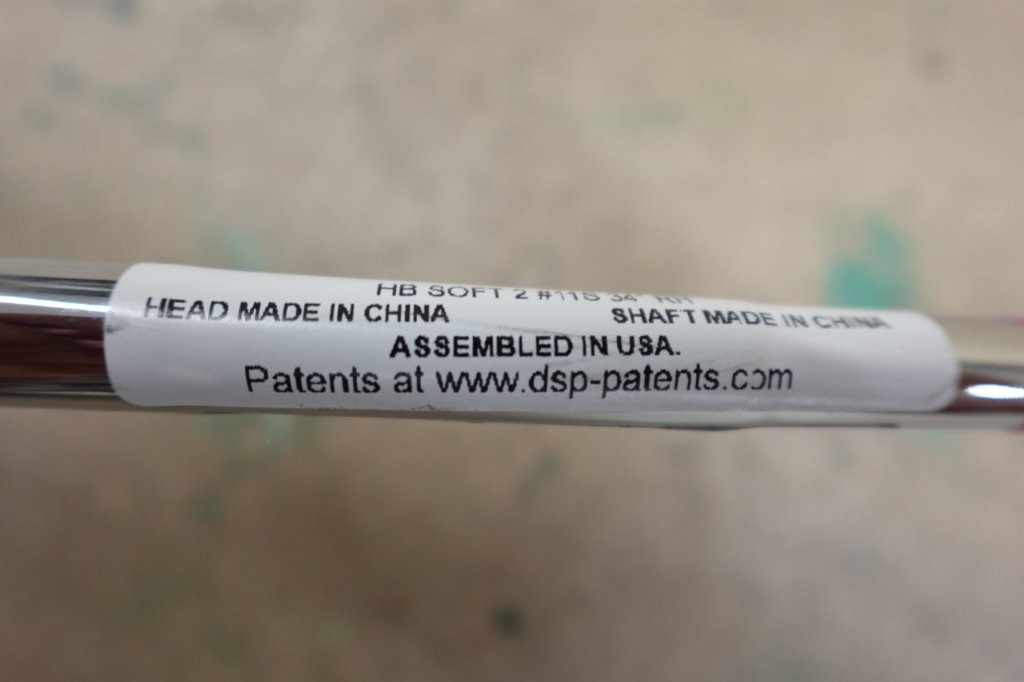 HB SOFT 2 #11S 34" RH
HEAD MADE IN CHINA SHAFT MADE IN CHINA
ASSEMBLED IN USA.
Patents at www.dsp-patents.com